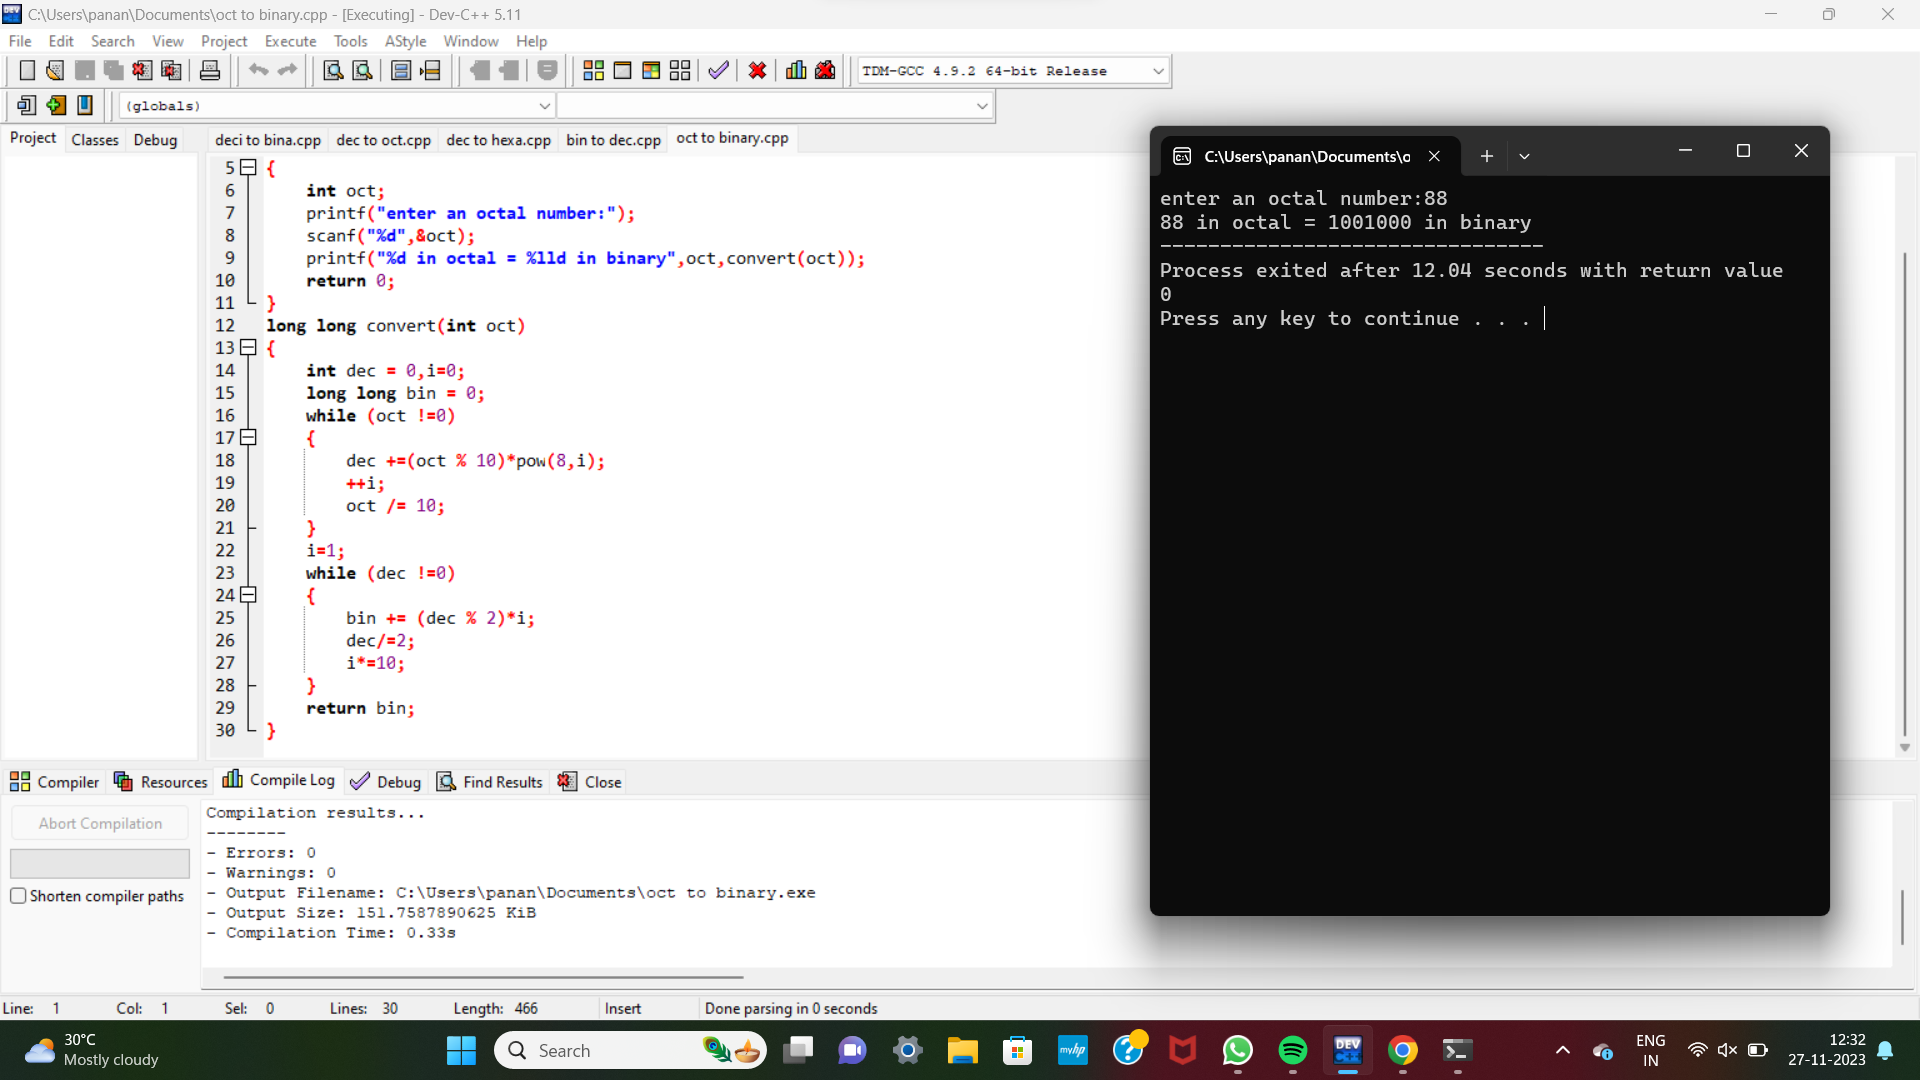 C:\Users\panan\Documents\oct to binary.cpp - [Executing] - Dev-C++ 5.11
File Edit Search View Project Execute Tools AStyle Window Help
TDM-GCC 4.9.2 64-bit Release
(globals)
Project Classes Debug
deci to bina.cpp dec to oct.cpp dec to hexa.cpp bin to dec.cpp oct to binary.cpp
5 {
6 int oct;
7 printf("enter an octal number:");
8 scanf("%d",&oct);
9 printf("%d in octal = %lld in binary",oct,convert(oct));
10 return 0;
11 }
12 long long convert(int oct)
13 {
14 int dec = 0,i=0;
15 long long bin = 0;
16 while (oct !=0)
17 {
18 dec +=(oct % 10)*pow(8,i);
19 ++i;
20 oct /= 10;
21 }
22 i=1;
23 while (dec !=0)
24 {
25 bin += (dec % 2)*i;
26 dec/=2;
27 i*=10;
28 }
29 return bin;
30 }
C:\Users\panan\Documents\o
enter an octal number:88
88 in octal = 1001000 in binary
--------------------------------
Process exited after 12.04 seconds with return value
0
Press any key to continue . . .
Compiler Resources Compile Log Debug Find Results Close
Abort Compilation
Shorten compiler paths
Compilation results...
--------
- Errors: 0
- Warnings: 0
- Output Filename: C:\Users\panan\Documents\oct to binary.exe
- Output Size: 151.7587890625 KiB
- Compilation Time: 0.33s
Line: 1 Col: 1 Sel: 0 Lines: 30 Length: 466 Insert Done parsing in 0 seconds
30°C
Mostly cloudy
Search
myhp
DEV
C++
ENG
IN
12:32
27-11-2023